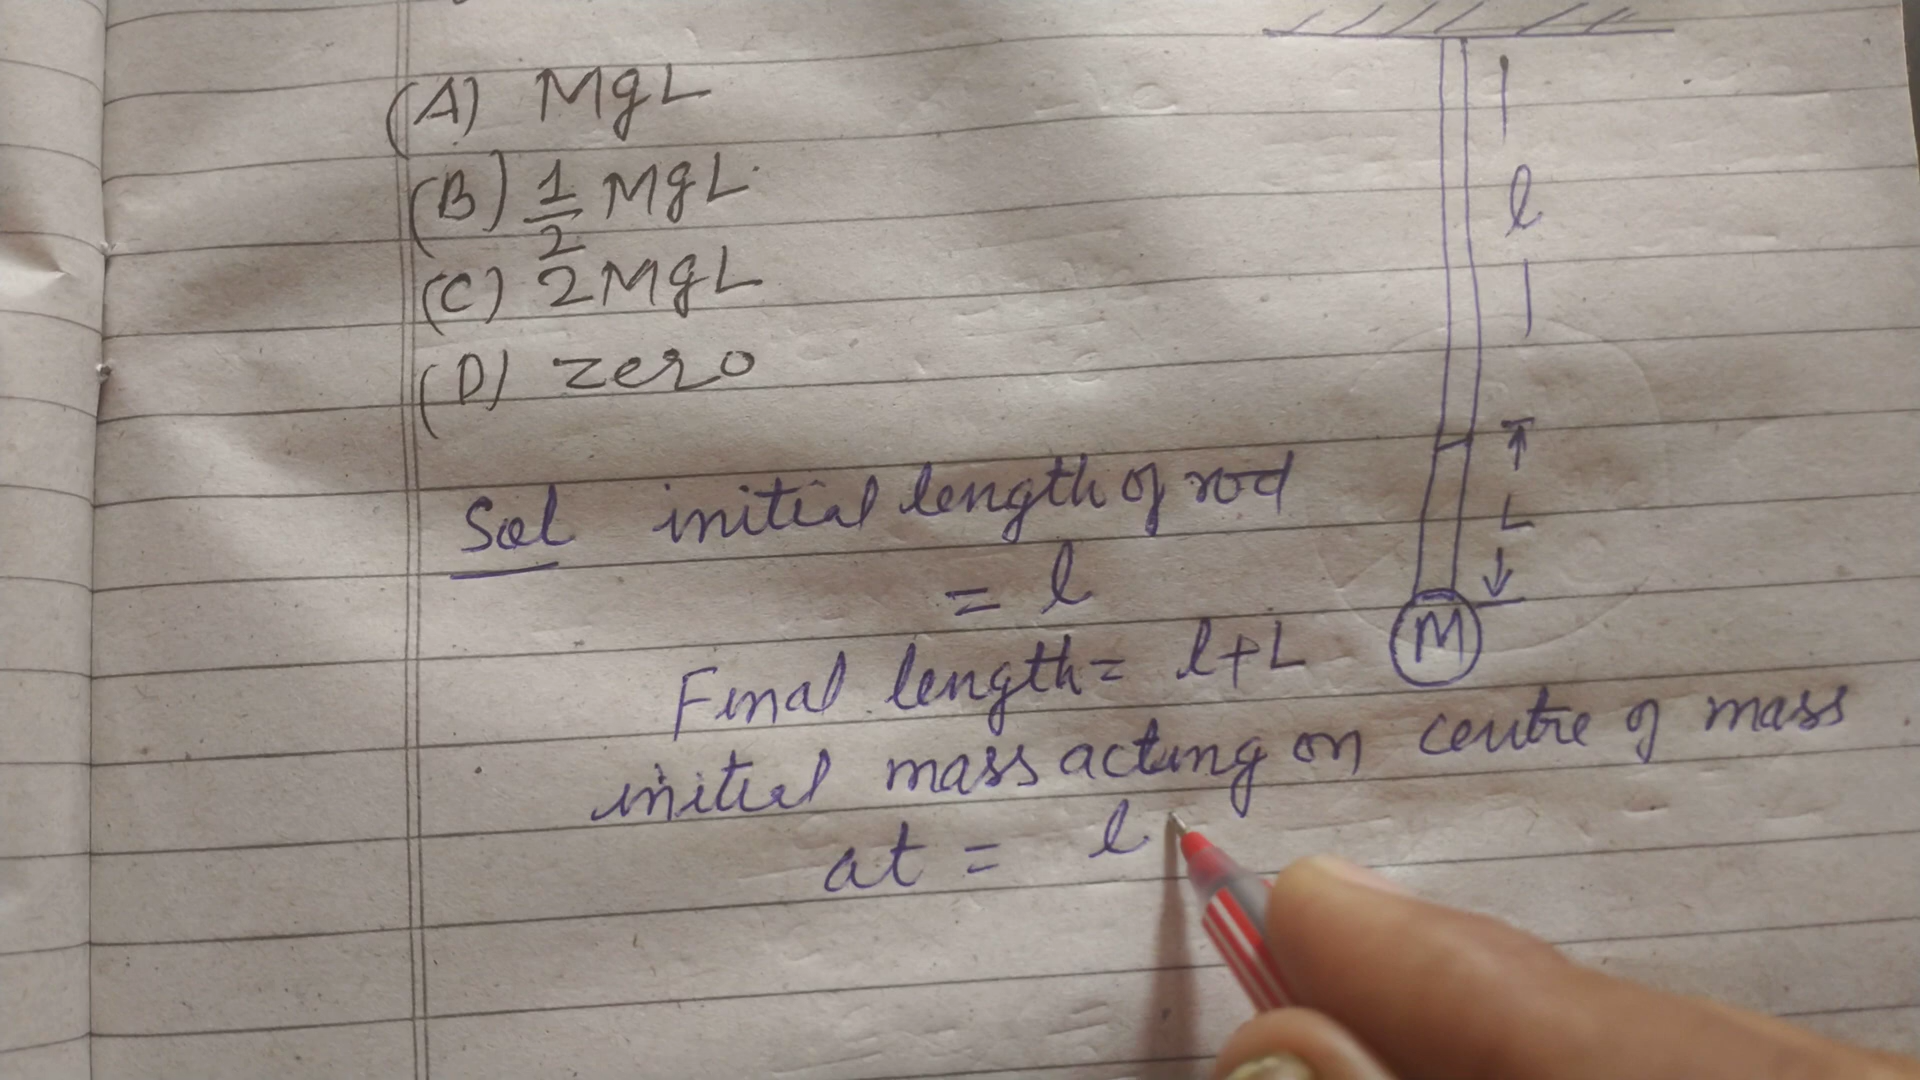 (A) MgL
(B) 1/2 MgL
(C) 2MgL
(D) zero
l
L
M
Sol initial length of rod
= l
Final length = l+L
initial mass acting on centre of mass
at = l